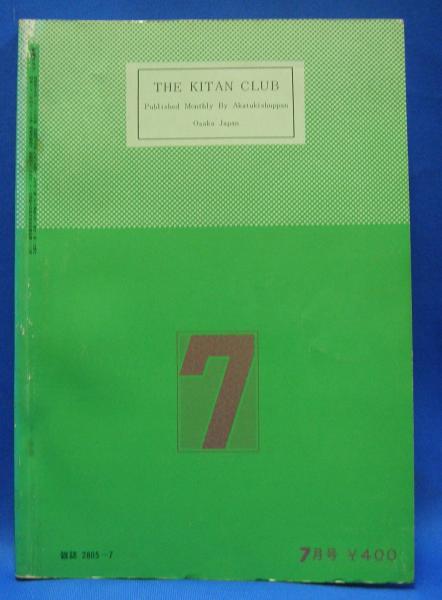 THE KITAN CLUB
Published Monthly By Akatukishuppan
Osaka Japan
7
雑誌 2805-7
7月号 ¥400